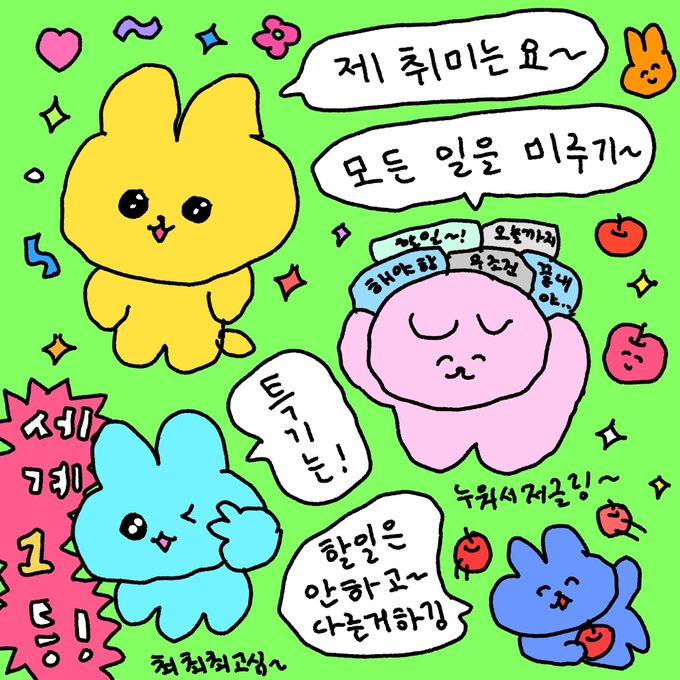 제 취미는요~
모든 일을 미루기~
할일~!
오늘까지
해야함
무조건
끝내
야...
특
기
는!
누워서 저글링~
세
계
1
등!
할일은
안하고~
다른거하김
최최최고심~